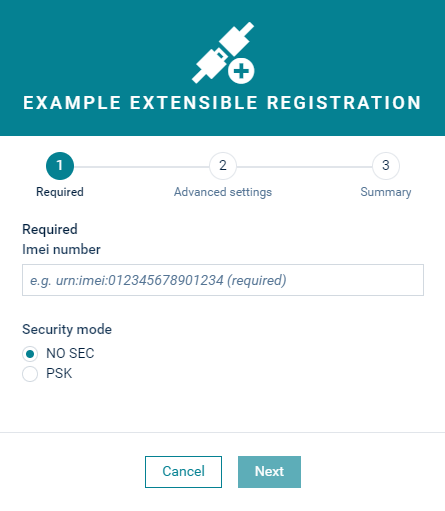 EXAMPLE EXTENSIBLE REGISTRATION
1 2 3
Required Advanced settings Summary
Required
Imei number
e.g. urn:imei:012345678901234 (required)
Security mode
NO SEC
PSK
Cancel Next